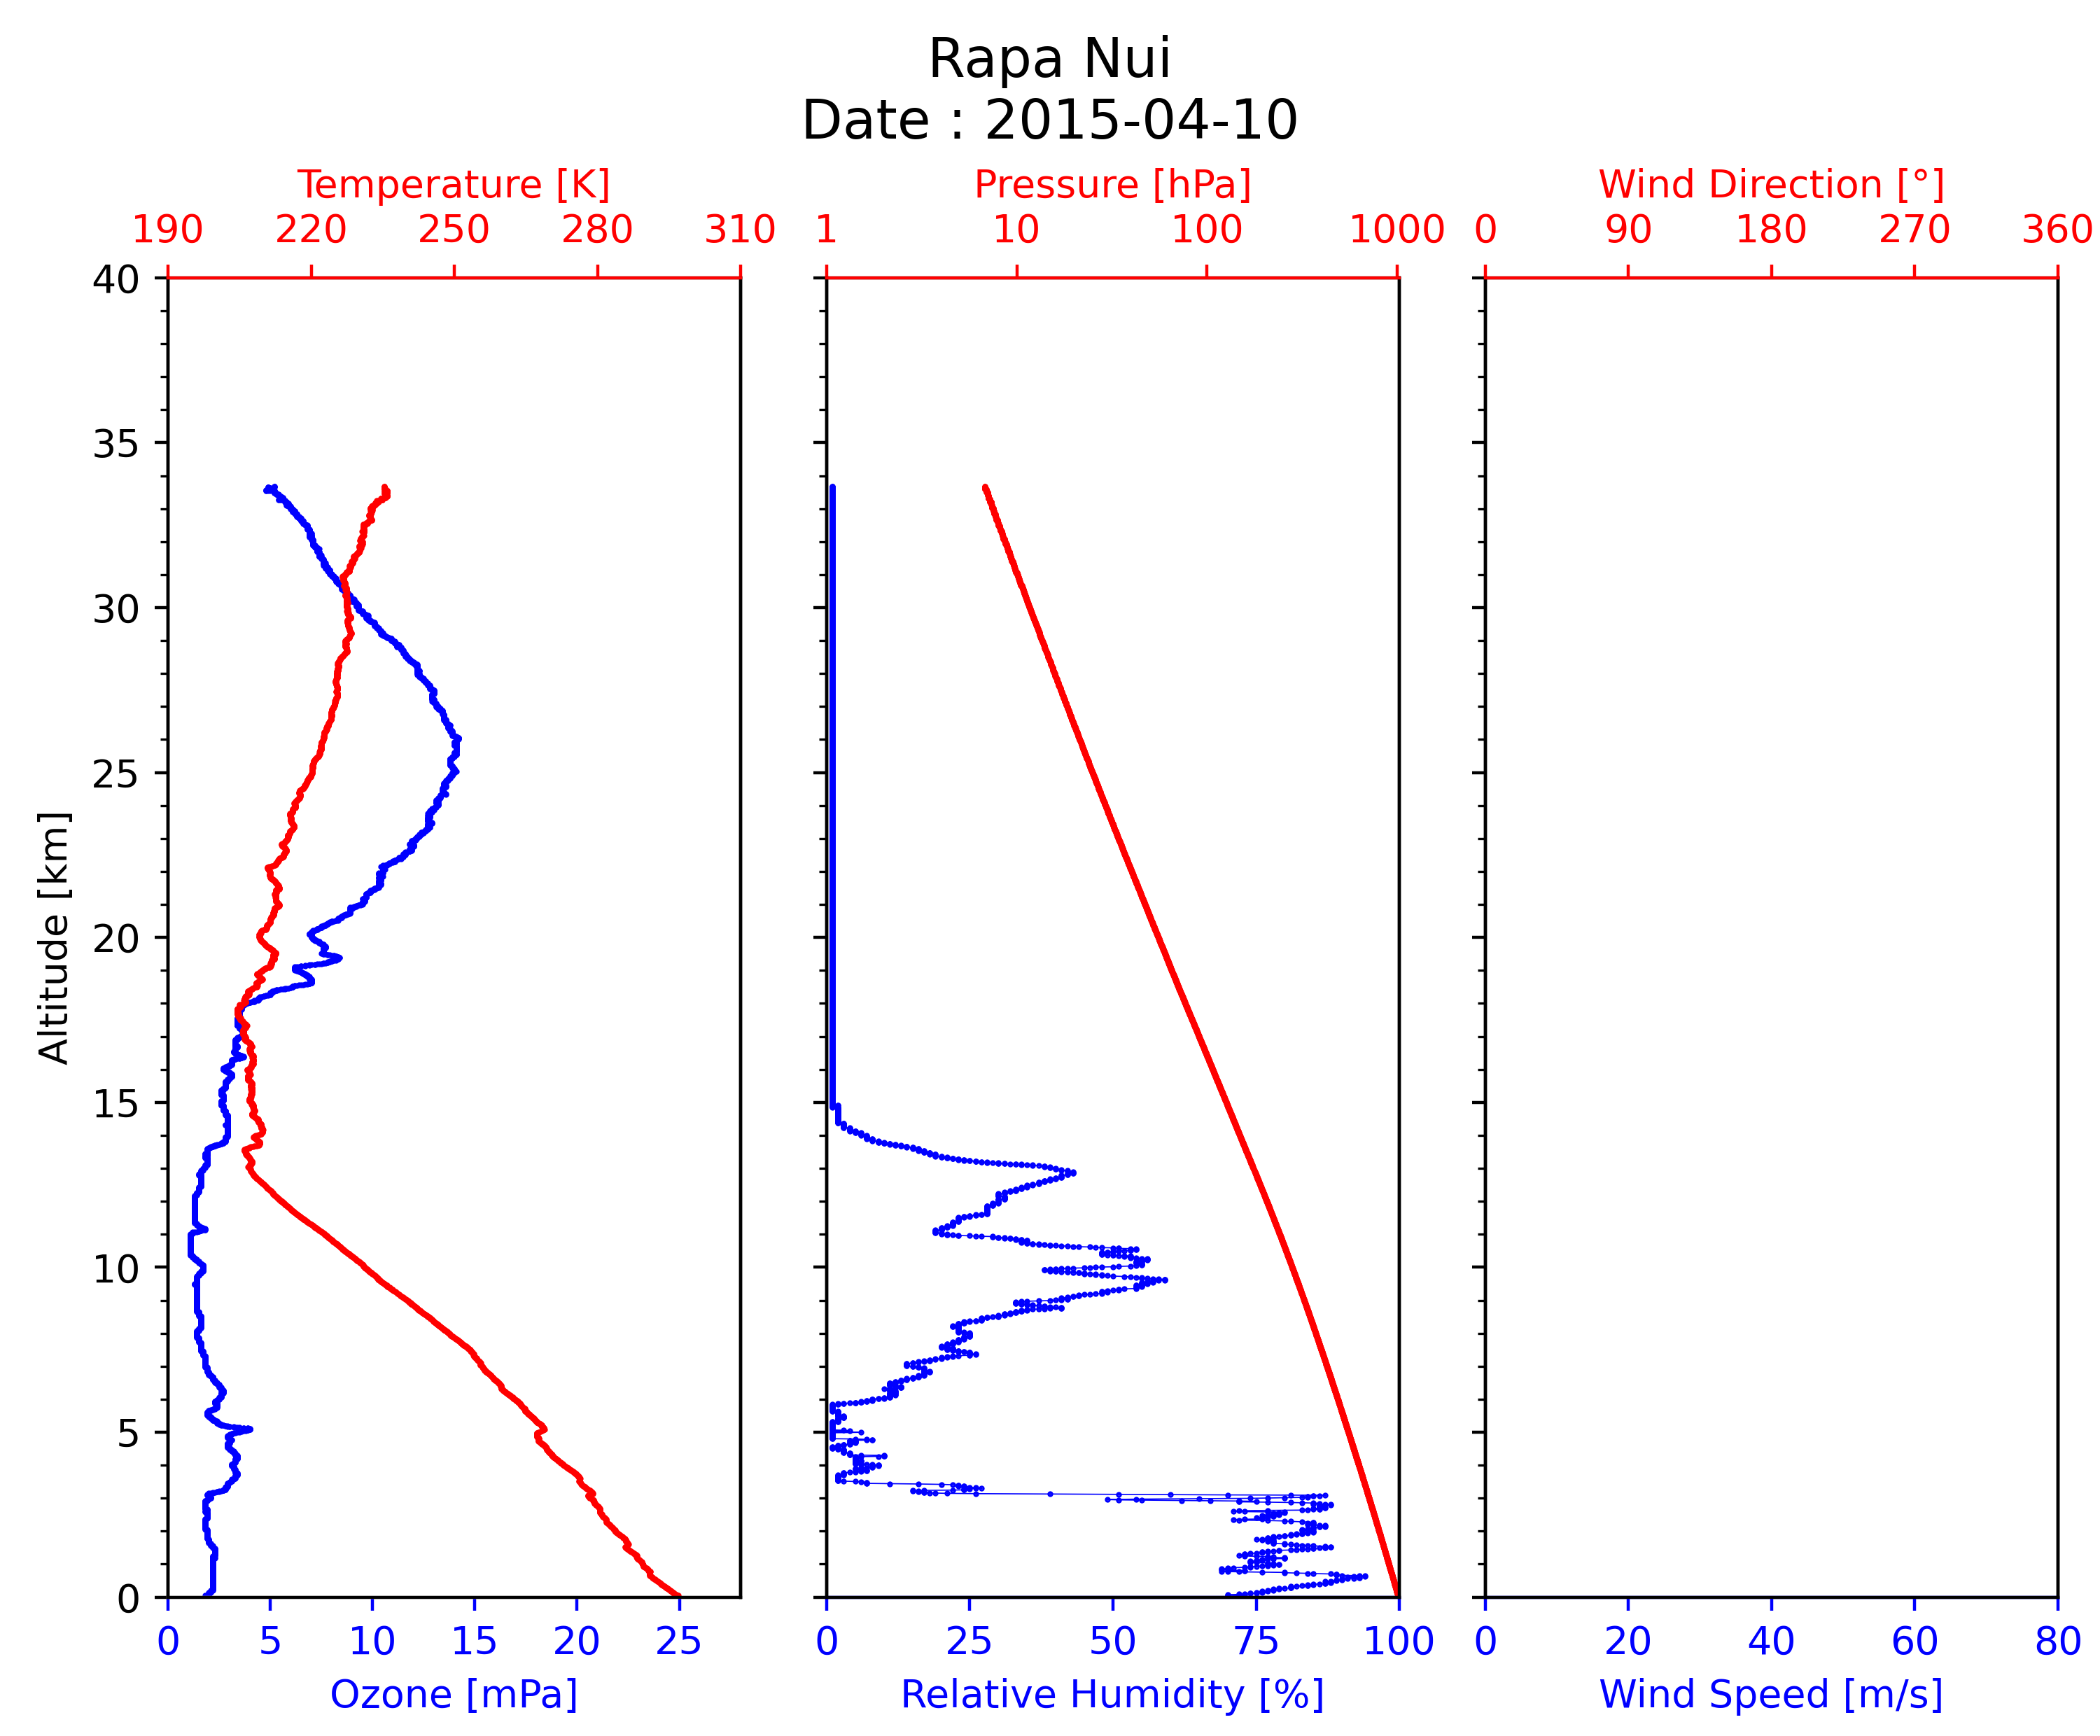 Rapa Nui
Date : 2015-04-10
Temperature [K]
190 220 250 280 310
Pressure [hPa]
1 10 100 1000
Wind Direction [°]
0 90 180 270 360
Altitude [km]
40
35
30
25
20
15
10
5
0
0 5 10 15 20 25
Ozone [mPa]
0 25 50 75 100
Relative Humidity [%]
0 20 40 60 80
Wind Speed [m/s]